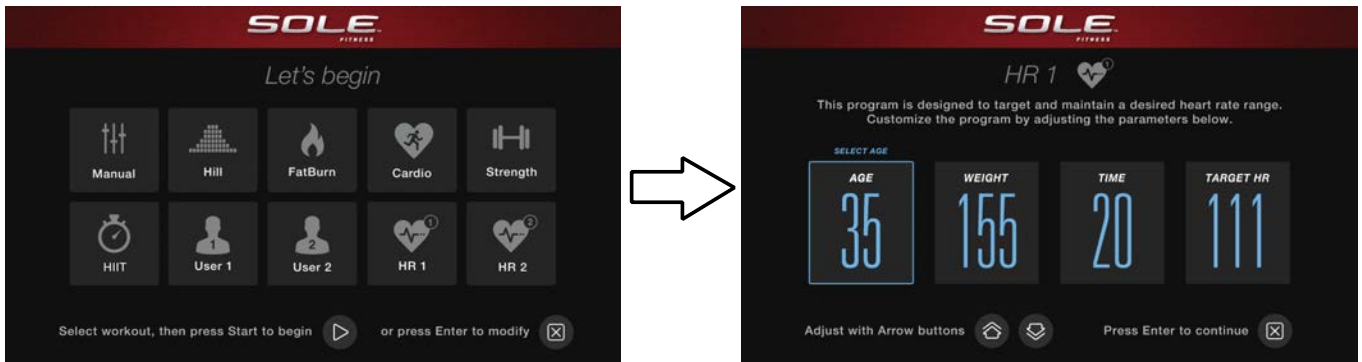 SOLE
FITNESS
Let's begin
Manual
Hill
FatBurn
Cardio
Strength
HIIT
1
User 1
2
User 2
1
HR 1
2
HR 2
Select workout, then press Start to begin
or press Enter to modify
SOLE
FITNESS
HR 1
1
This program is designed to target and maintain a desired heart rate range.
Customize the program by adjusting the parameters below.
SELECT AGE
AGE
35
WEIGHT
155
TIME
20
TARGET HR
111
Adjust with Arrow buttons
Press Enter to continue